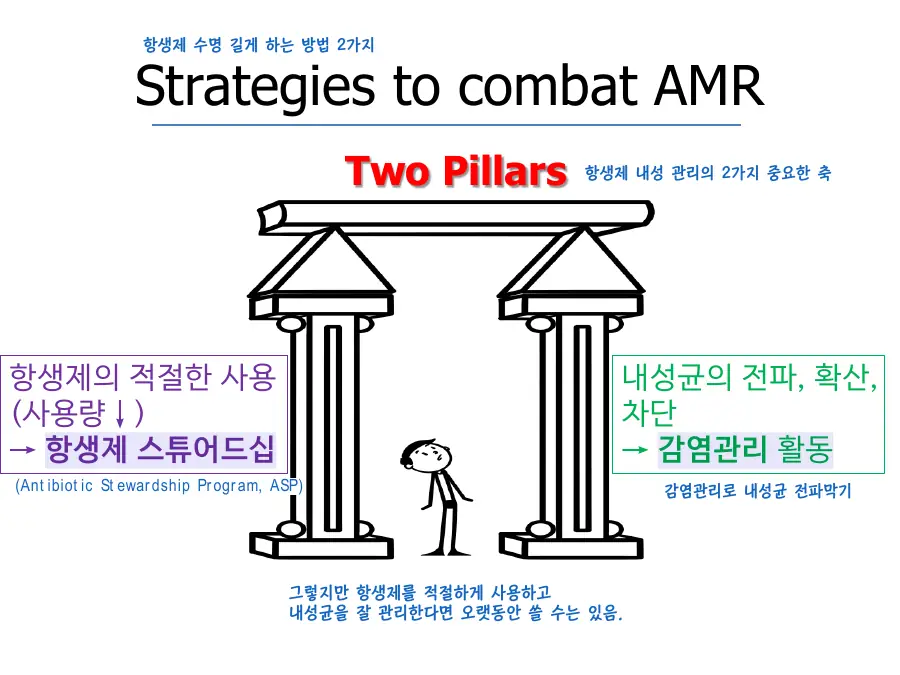 항생제 수명 길게 하는 방법 2가지
Strategies to combat AMR
Two Pillars
항생제 내성 관리의 2가지 중요한 축
항생제의 적절한 사용
(사용량↓)
→ 항생제 스튜어드십
(Antibiotic Stewardship Program, ASP)
내성균의 전파, 확산,
차단
→ 감염관리 활동
감염관리로 내성균 전파막기
그렇지만 항생제를 적절하게 사용하고
내성균을 잘 관리한다면 오랫동안 쓸 수는 있음.